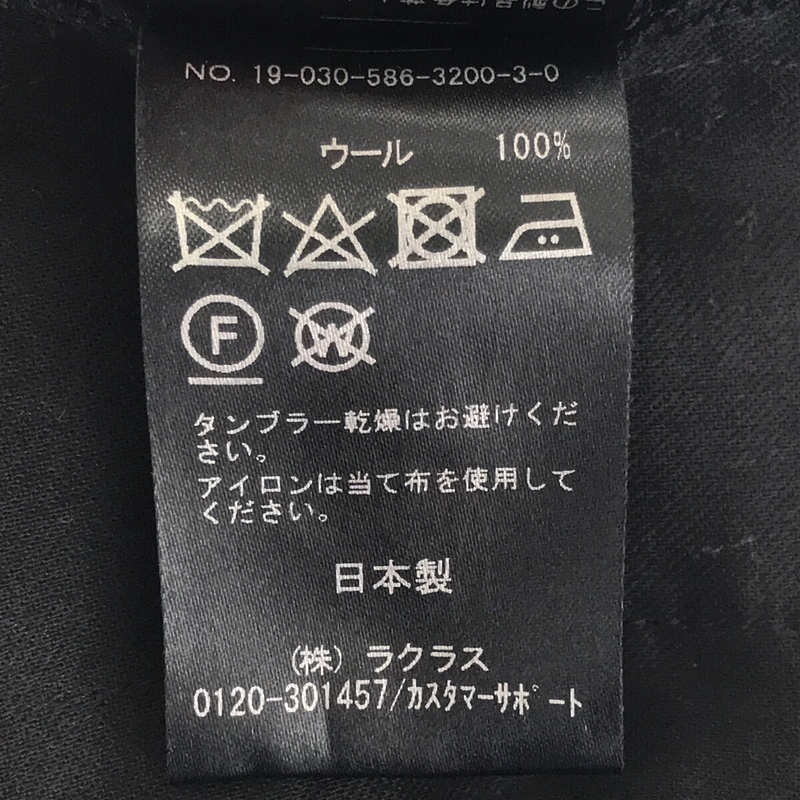 NO. 19-030-586-3200-3-0
ウール 100%
F
W
タンブラー乾燥はお避けくだ
さい。
アイロンは当て布を使用して
ください。
日本製
(株) ラクラス
0120-301457/カスタマーサポート